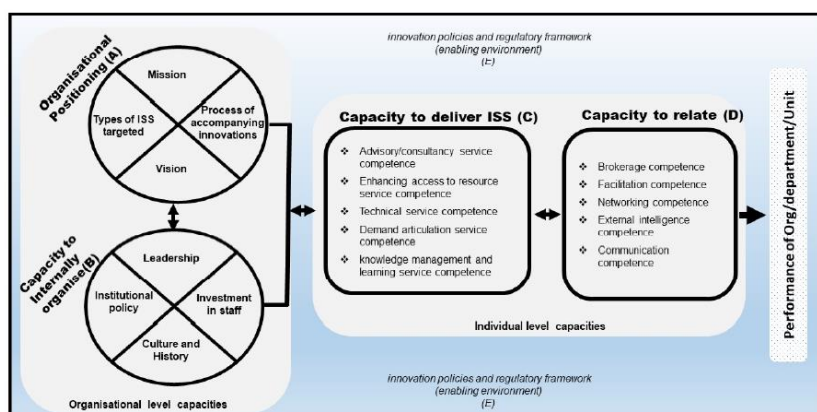 innovation policies and regulatory framework
(enabling environment)
(E)
Organisational
Positioning (A)
Mission
Types of ISS
targeted
Process of
accompanying
innovations
Vision
Capacity to
Internally
organise(B)
Leadership
Institutional
policy
Investment
in staff
Culture and
History
Organisational level capacities
Capacity to deliver ISS (C)
❖ Advisory/consultancy service
competence
❖ Enhancing access to resource
service competence
❖ Technical service competence
❖ Demand articulation service
competence
❖ knowledge management and
learning service competence
Capacity to relate (D)
❖ Brokerage competence
❖ Facilitation competence
❖ Networking competence
❖ External intelligence
competence
❖ Communication
competence
Individual level capacities
Performance of Org/department/Unit
innovation policies and regulatory framework
(enabling environment)
(E)